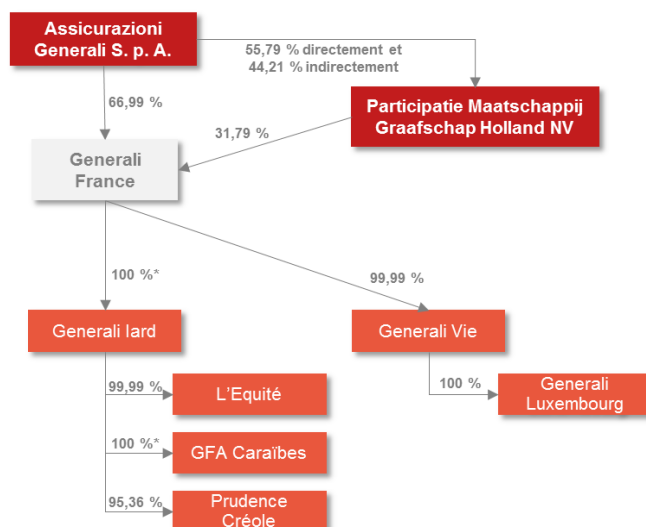 Assicurazioni
Generali S. p. A.
55,79 % directement et
44,21 % indirectement
66,99 %
Participatie Maatschappij
Graafschap Holland NV
31,79 %
Generali
France
100 %*
99,99 %
Generali Iard
Generali Vie
99,99 %
L'Equité
100 %
Generali
Luxembourg
100 %*
GFA Caraïbes
95,36 %
Prudence
Créole